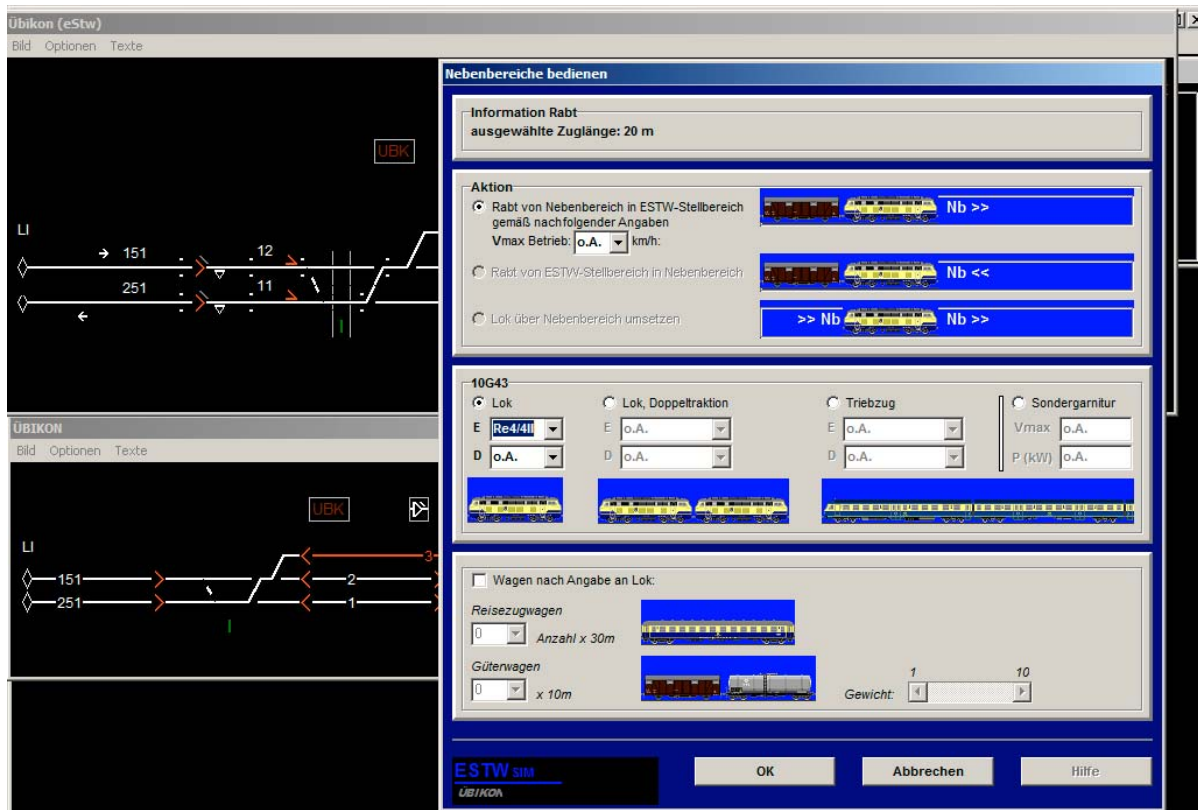 Übikon (eStw)
Bild Optionen Texte
UBK
LI
151 12
251 11
ÜBIKON
Bild Optionen Texte
UBK
LI
151 2 3
251 1
Nebenbereiche bedienen
Information Rabt
ausgewählte Zuglänge: 20 m
Aktion
Rabt von Nebenbereich in ESTW-Stellbereich
gemäß nachfolgender Angaben
Vmax Betrieb: o.A. km/h:
Nb >>
Rabt von ESTW-Stellbereich in Nebenbereich
Nb <<
Lok über Nebenbereich umsetzen
>> Nb Nb >>
10G43
Lok Lok, Doppeltraktion Triebzug Sondergarnitur
E Re4/4II E o.A. E o.A. Vmax o.A.
D o.A. D o.A. D o.A. P (kW) o.A.
Wagen nach Angabe an Lok:
Reisezugwagen
0 Anzahl x 30m
Güterwagen
0 x 10m
Gewicht: 1 10
ESTW SIM
ÜBIKON
OK Abbrechen Hilfe